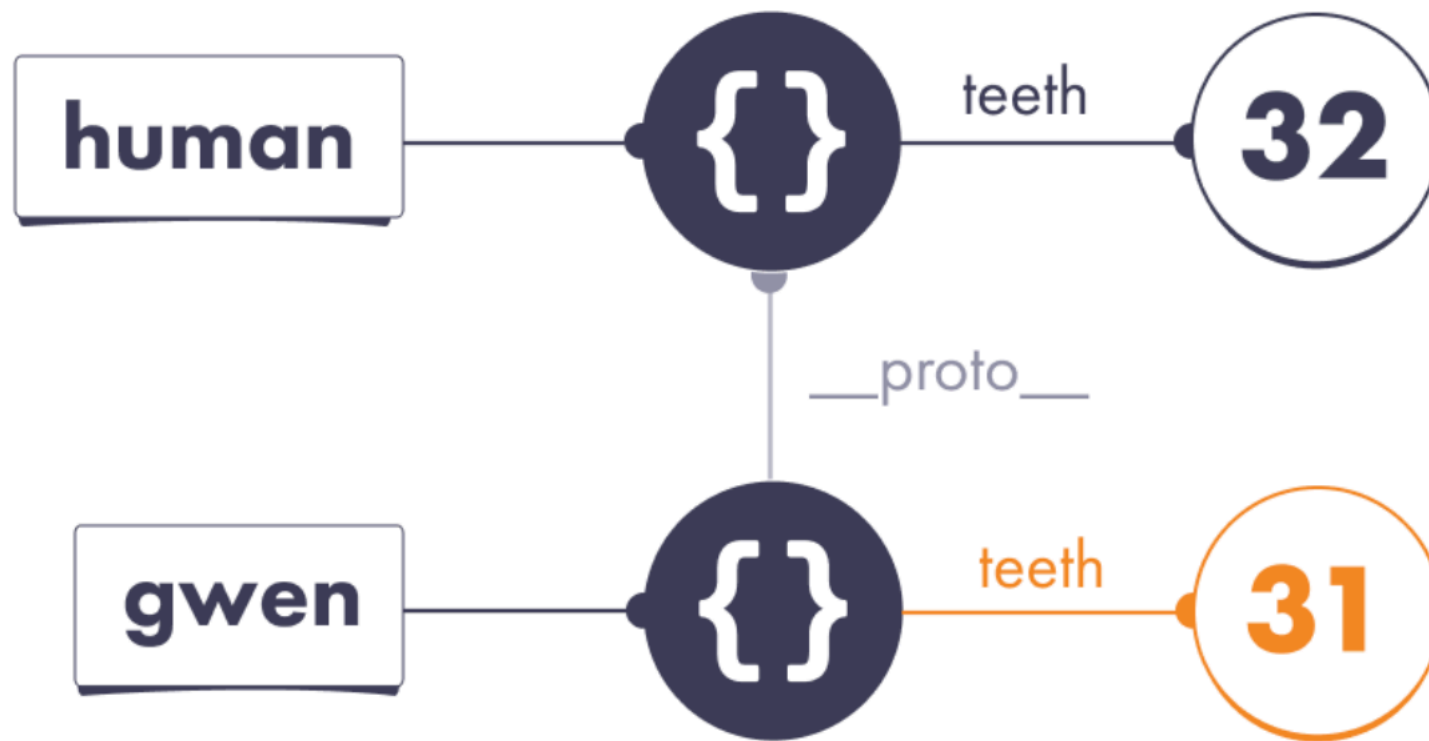 human
{}
teeth
32
__proto__
gwen
{}
teeth
31